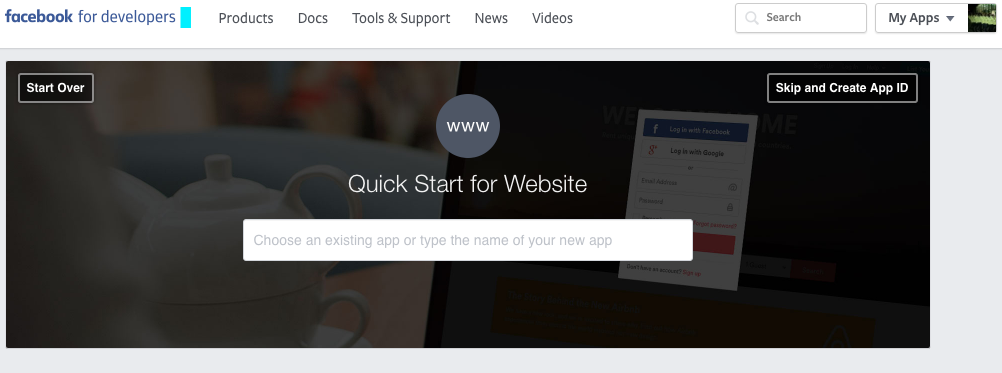 facebook for developers
Products
Docs
Tools & Support
News
Videos
Search
My Apps
Start Over
Skip and Create App ID
www
Quick Start for Website
Choose an existing app or type the name of your new app
Log in with Facebook
Log In with Google
or
Email Address
Password
Don't have an account? Sign up